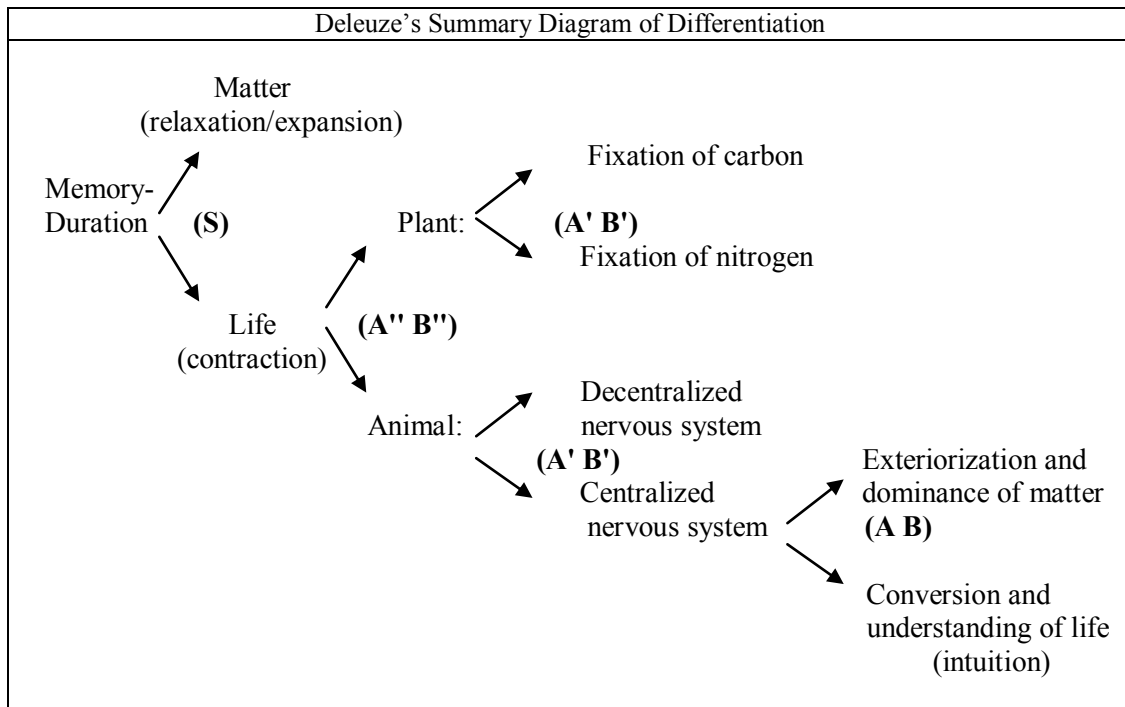 Deleuze's Summary Diagram of Differentiation
Matter
(relaxation/expansion)
Memory-
Duration
(S)
Life
(contraction)
(A'' B'')
Plant:
(A' B')
Fixation of carbon
Fixation of nitrogen
Animal:
(A' B')
Decentralized
nervous system
Centralized
nervous system
Exteriorization and
dominance of matter
(A B)
Conversion and
understanding of life
(intuition)